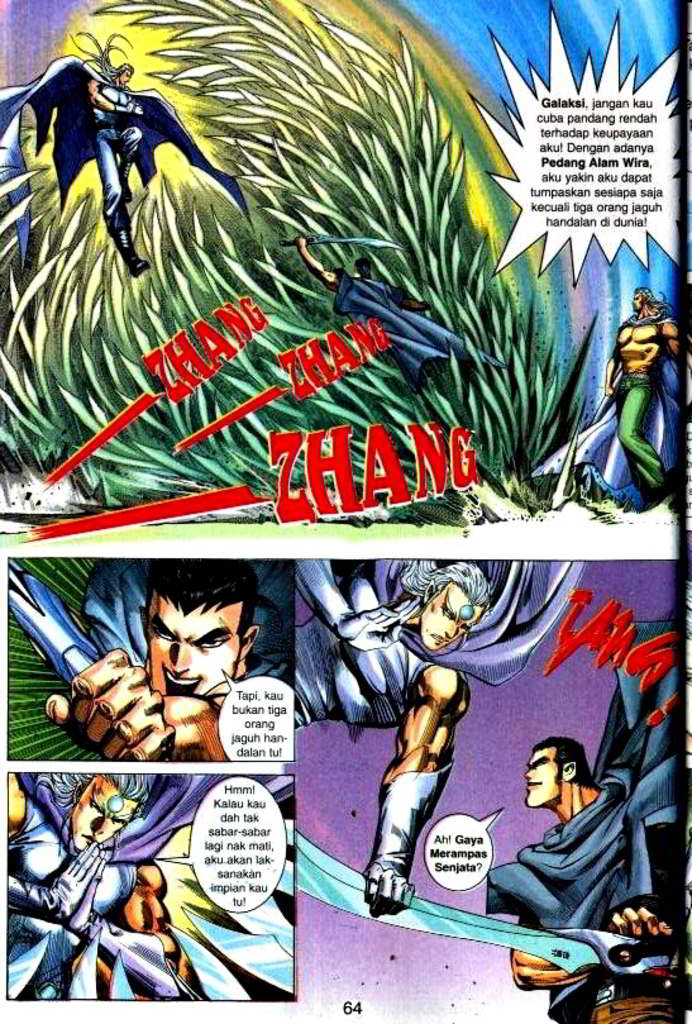 Galaksi, jangan kau
cuba pandang rendah
terhadap keupayaan
aku! Dengan adanya
Pedang Alam Wira,
aku yakin aku dapat
tumpaskan sesiapa saja
kecuali tiga orang jaguh
handalan di dunia!
ZHANG
ZHANG
ZHANG
Tapi, kau
bukan tiga
orang
jaguh han-
dalan tu!
Hmm!
Kalau kau
dah tak
sabar-sabar
lagi nak mati,
aku akan lak-
sanakan
impian kau
tu!
TANG!
Ah! Gaya
Merampas
Senjata?
64